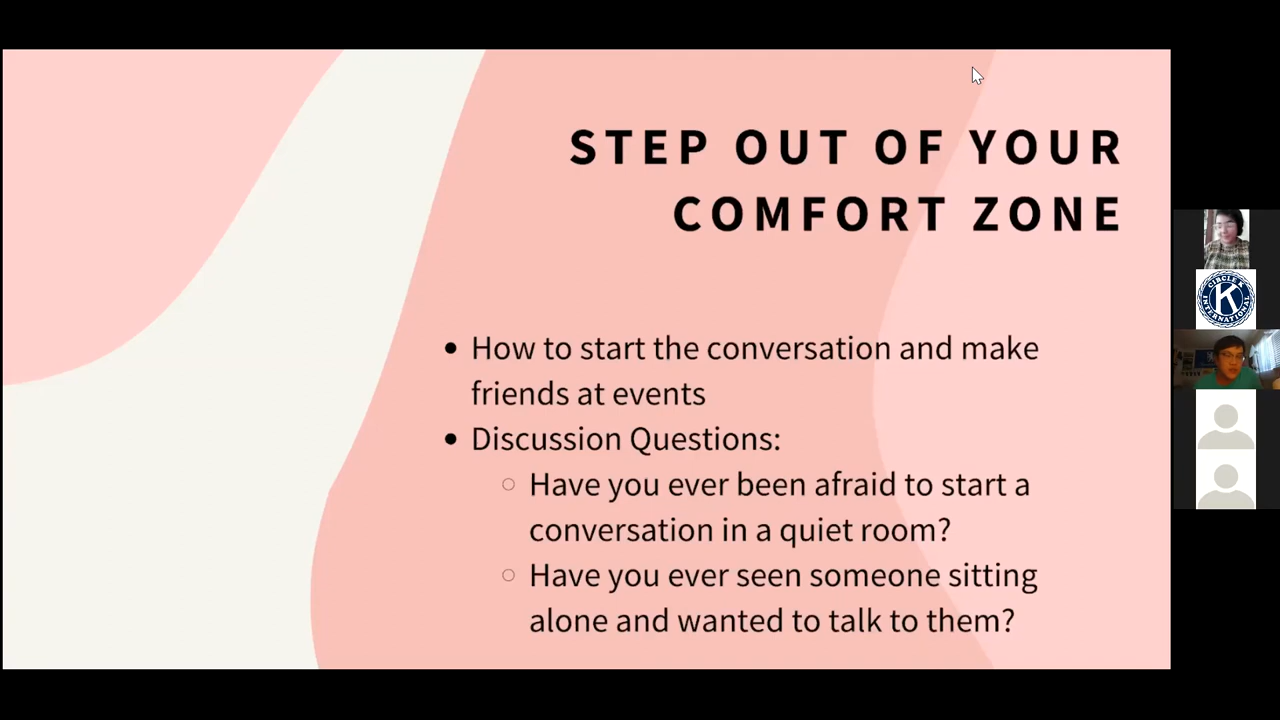 STEP OUT OF YOUR
COMFORT ZONE
• How to start the conversation and make
friends at events
• Discussion Questions:
○ Have you ever been afraid to start a
conversation in a quiet room?
○ Have you ever seen someone sitting
alone and wanted to talk to them?
CIRCLE K
K
INTERNATIONAL